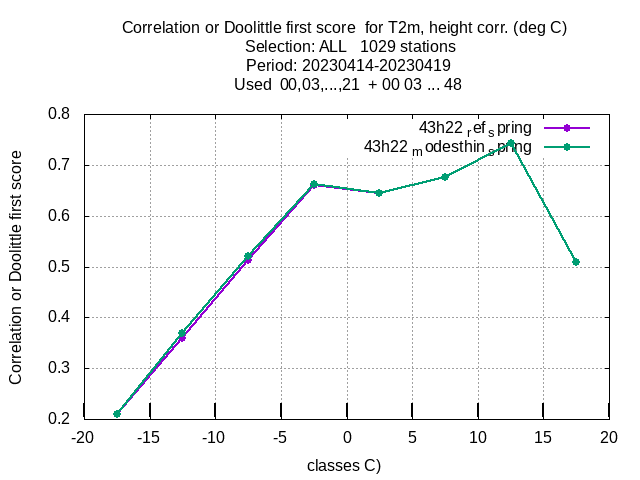 Correlation or Doolittle first score  for T2m, height corr. (deg C)
Selection: ALL   1029 stations
Period: 20230414-20230419
Used  00,03,...,21  + 00 03 ... 48
43h22 ref spring
43h22 modesthin spring
Correlation or Doolittle first score
0.8
0.7
0.6
0.5
0.4
0.3
0.2
-20 -15 -10 -5 0 5 10 15 20
classes C)